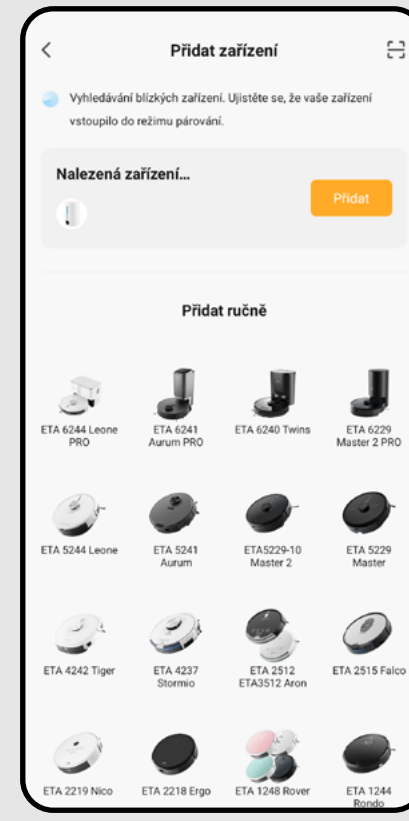 Přidat zařízení
Vyhledávání blízkých zařízení. Ujistěte se, že vaše zařízení
vstoupilo do režimu párování.
Nalezená zařízení...
Přidat
Přidat ručně
ETA 6244 Leone
PRO
ETA 6241
Aurum PRO
ETA 6240 Twins
ETA 6229
Master 2 PRO
ETA 5244 Leone
ETA 5241
Aurum
ETA5229-10
Master 2
ETA 5229
Master
ETA 4242 Tiger
ETA 4237
Stormio
ETA 2512
ETA3512 Aron
ETA 2515 Falco
ETA 2219 Nico
ETA 2218 Ergo
ETA 1248 Rover
ETA 1244
Rondo